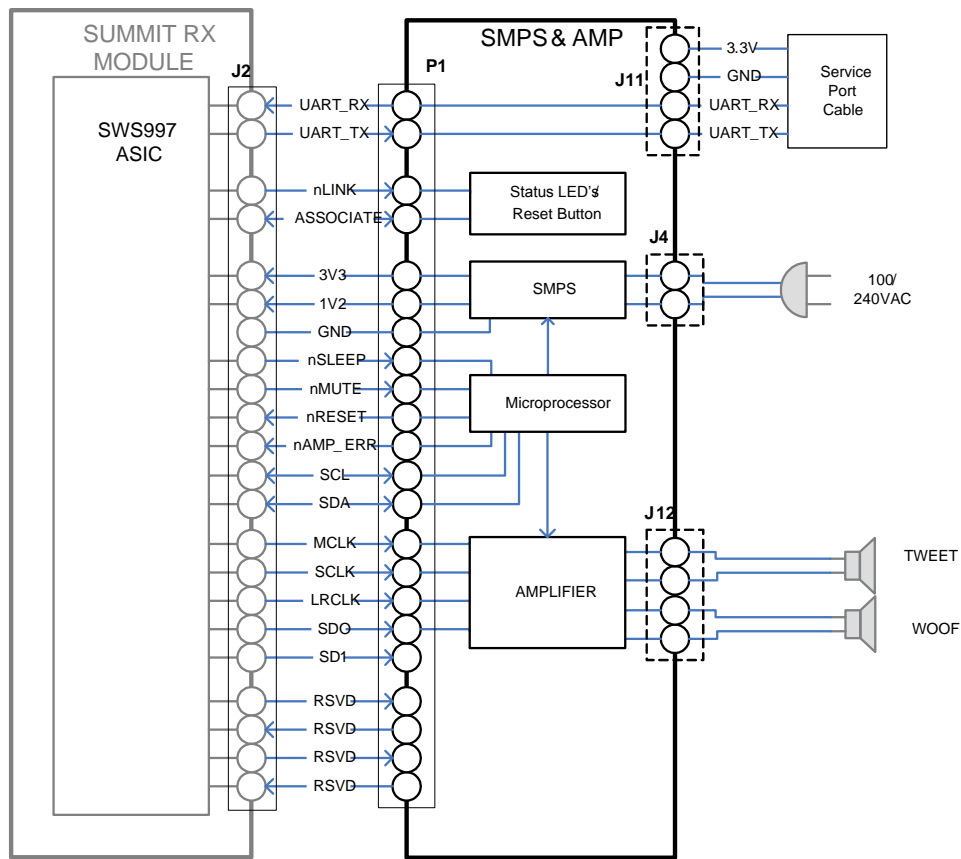 SUMMIT RX
MODULE
SWS997
ASIC
J2
P1
SMPS & AMP
J11
3.3V
GND
UART_RX
UART_TX
Service
Port
Cable
UART_RX
UART_TX
nLINK
ASSOCIATE
Status LED's/
Reset Button
3V3
1V2
GND
nSLEEP
nMUTE
nRESET
nAMP_ERR
SCL
SDA
SMPS
J4
100/
240VAC
Microprocessor
MCLK
SCLK
LRCLK
SDO
SD1
AMPLIFIER
J12
TWEET
WOOF
RSVD
RSVD
RSVD
RSVD